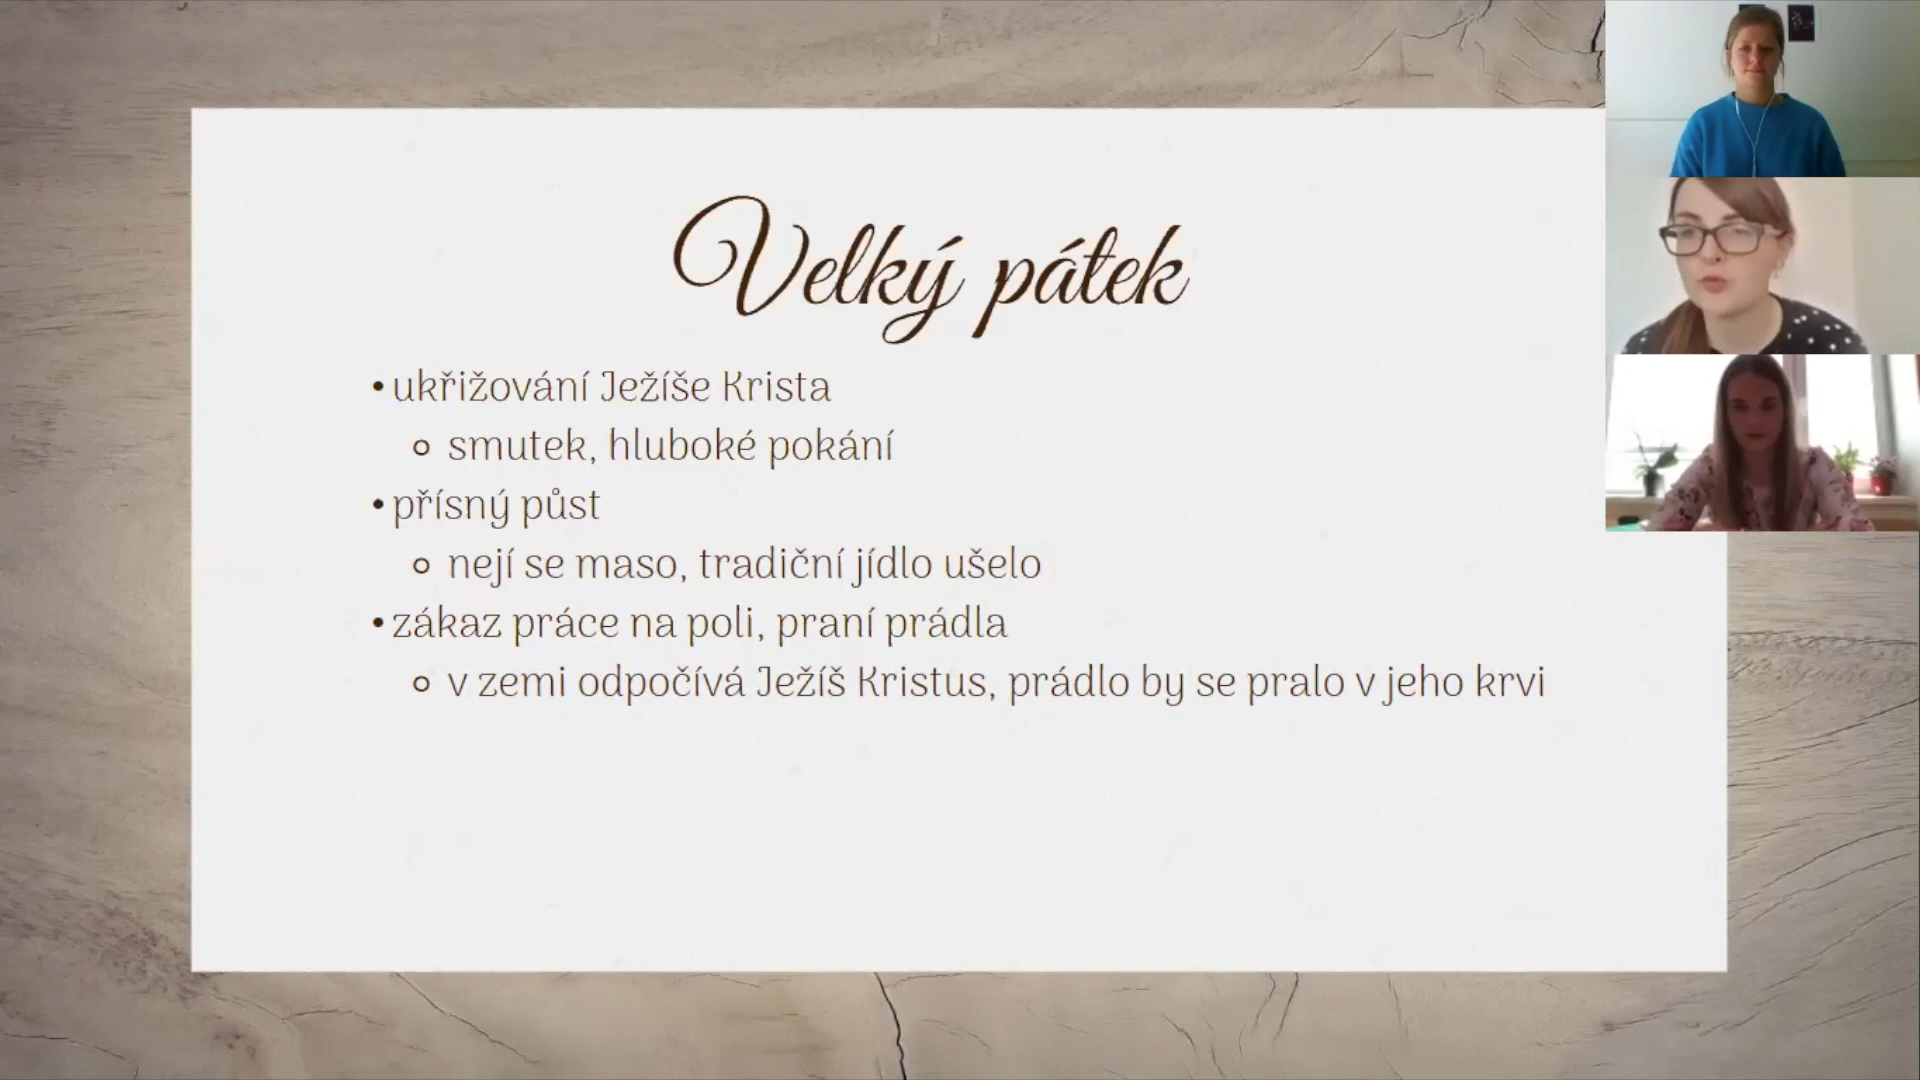 Velký pátek
• ukřižování Ježíše Krista
o smutek, hluboké pokání
• přísný půst
o nejí se maso, tradiční jídlo ušelo
• zákaz práce na poli, praní prádla
o v zemi odpočívá Ježíš Kristus, prádlo by se pralo v jeho krvi